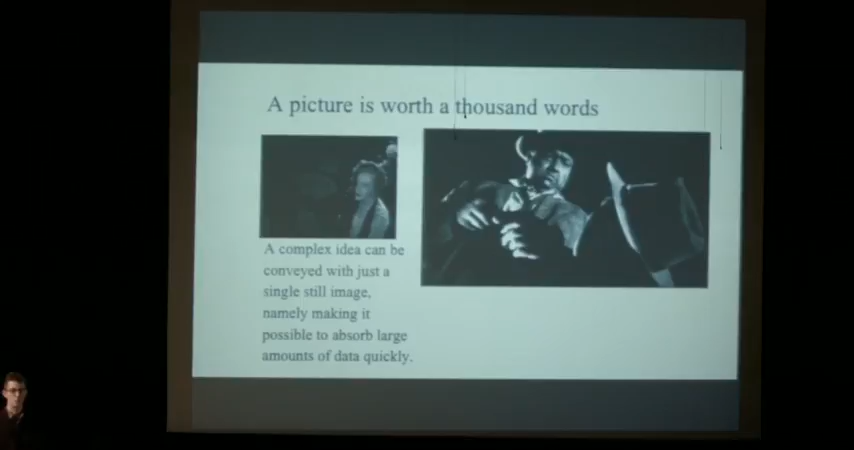 A picture is worth a thousand words
A complex idea can be
conveyed with just a
single still image,
namely making it
possible to absorb large
amounts of data quickly.